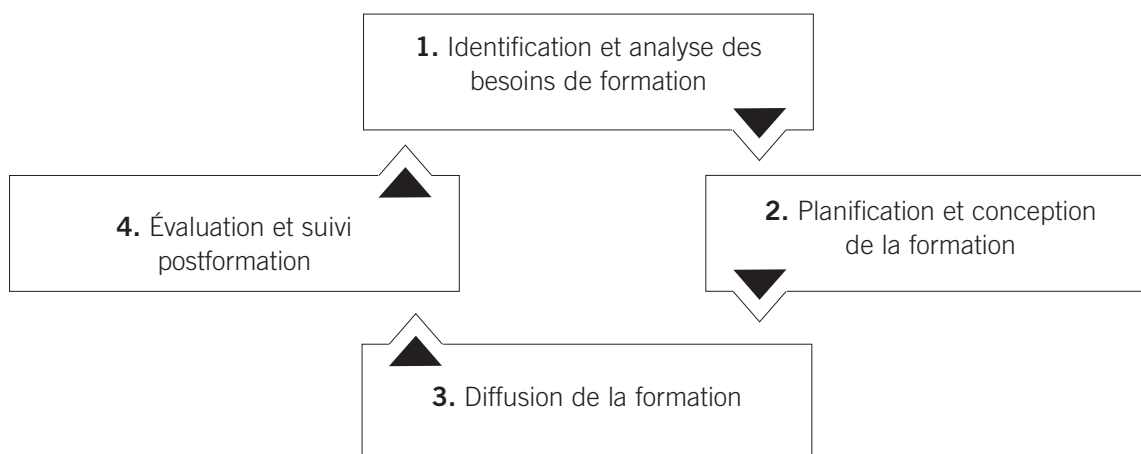 1. Identification et analyse des
besoins de formation
2. Planification et conception
de la formation
3. Diffusion de la formation
4. Évaluation et suivi
postformation